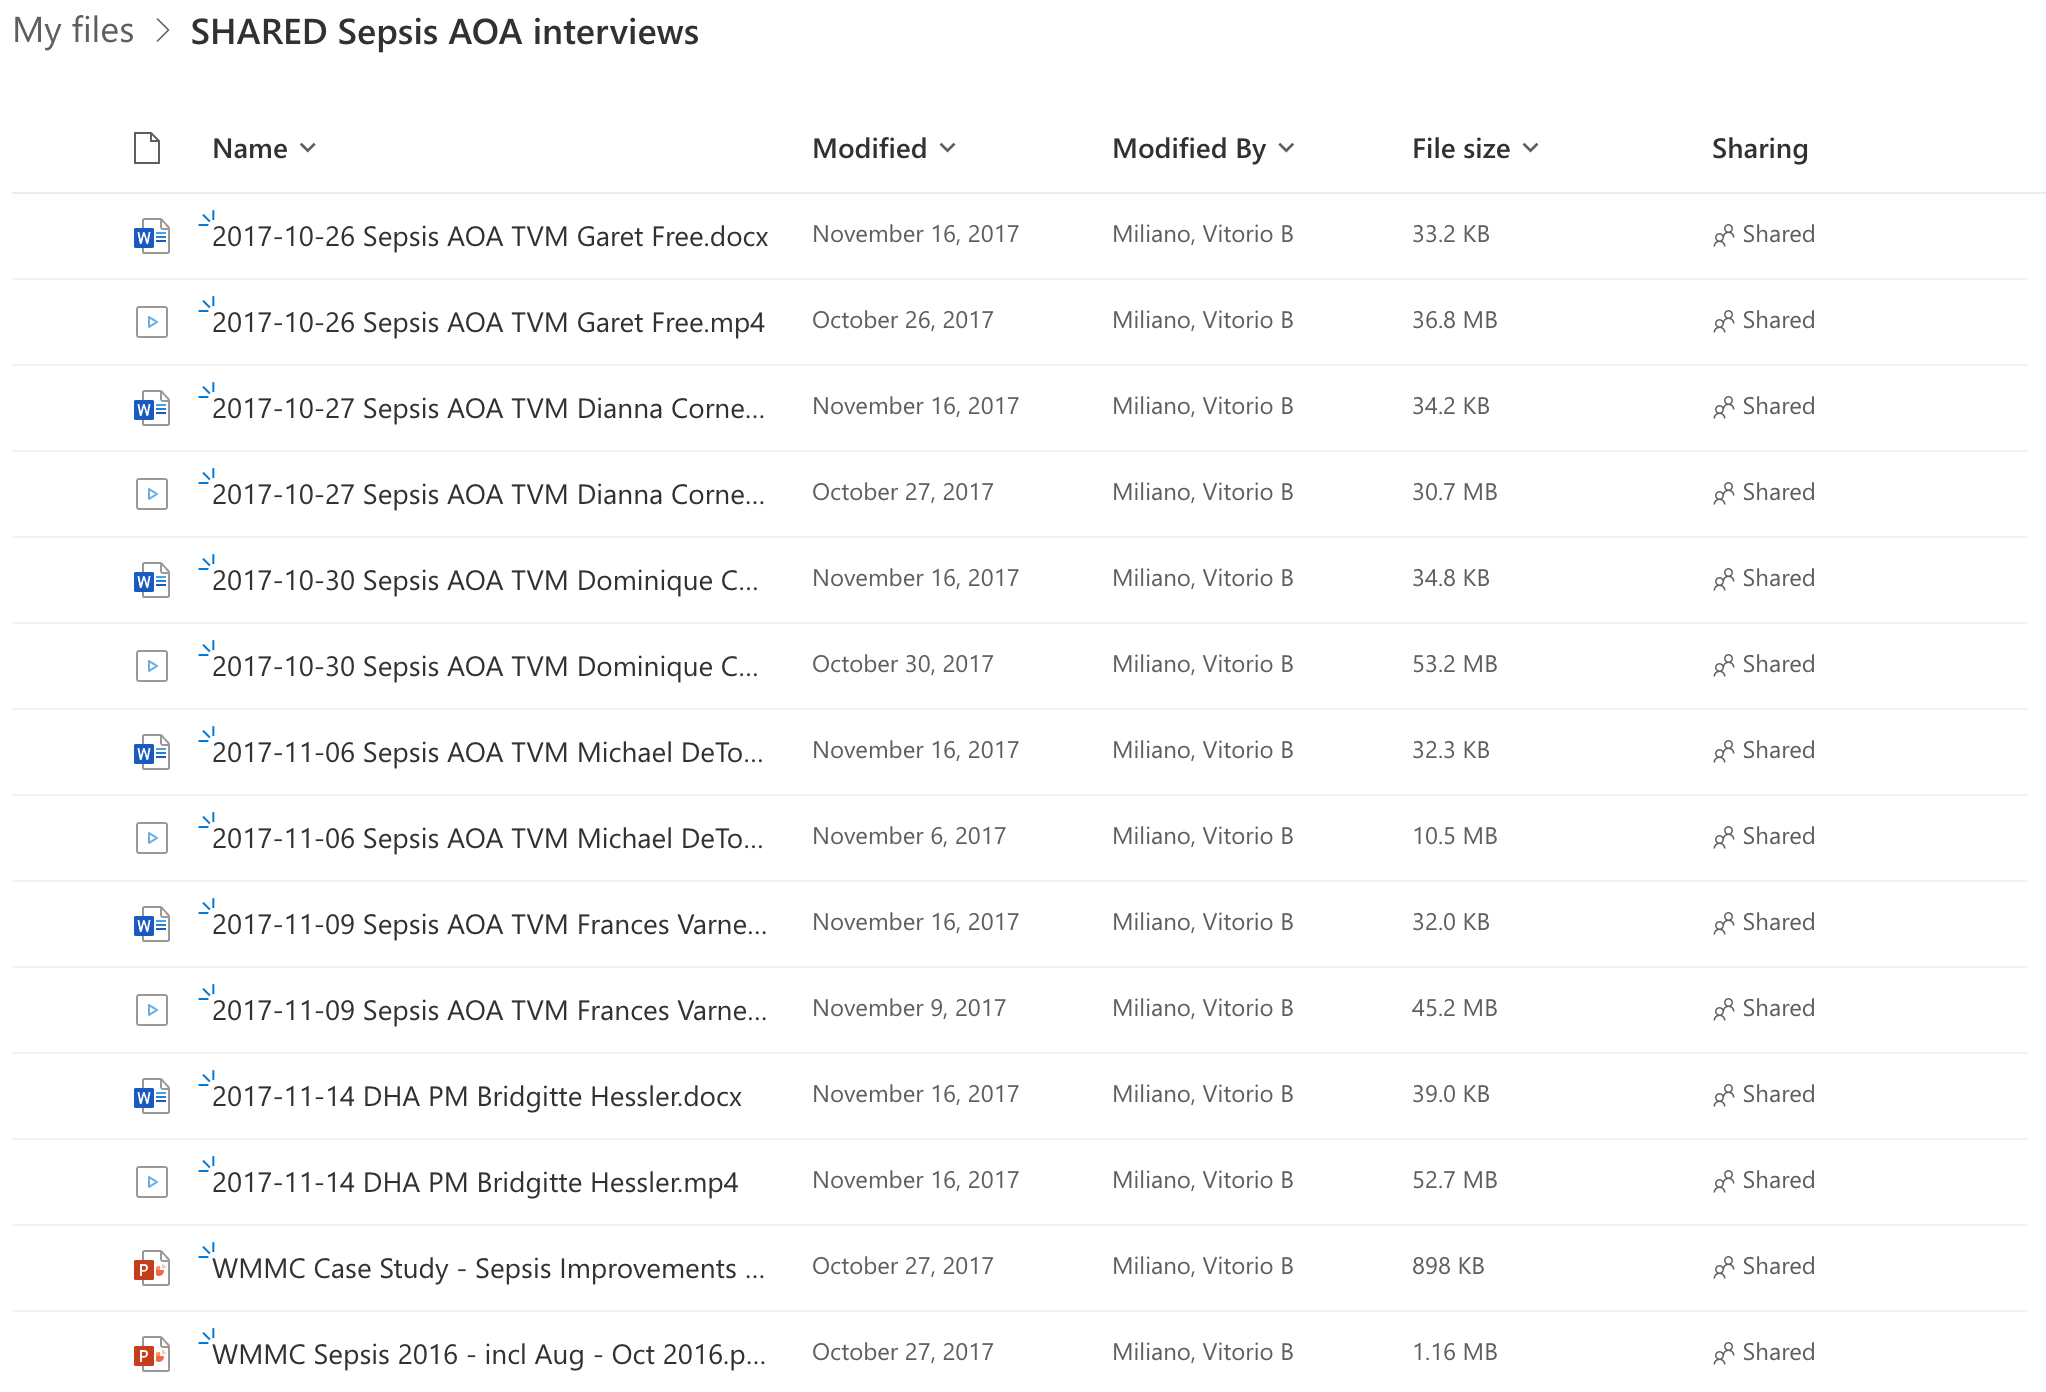 My files > SHARED Sepsis AOA interviews
Name Modified Modified By File size Sharing
2017-10-26 Sepsis AOA TVM Garet Free.docx November 16, 2017 Miliano, Vitorio B 33.2 KB Shared
2017-10-26 Sepsis AOA TVM Garet Free.mp4 October 26, 2017 Miliano, Vitorio B 36.8 MB Shared
2017-10-27 Sepsis AOA TVM Dianna Corne... November 16, 2017 Miliano, Vitorio B 34.2 KB Shared
2017-10-27 Sepsis AOA TVM Dianna Corne... October 27, 2017 Miliano, Vitorio B 30.7 MB Shared
2017-10-30 Sepsis AOA TVM Dominique C... November 16, 2017 Miliano, Vitorio B 34.8 KB Shared
2017-10-30 Sepsis AOA TVM Dominique C... October 30, 2017 Miliano, Vitorio B 53.2 MB Shared
2017-11-06 Sepsis AOA TVM Michael DeTo... November 16, 2017 Miliano, Vitorio B 32.3 KB Shared
2017-11-06 Sepsis AOA TVM Michael DeTo... November 6, 2017 Miliano, Vitorio B 10.5 MB Shared
2017-11-09 Sepsis AOA TVM Frances Varne... November 16, 2017 Miliano, Vitorio B 32.0 KB Shared
2017-11-09 Sepsis AOA TVM Frances Varne... November 9, 2017 Miliano, Vitorio B 45.2 MB Shared
2017-11-14 DHA PM Bridgitte Hessler.docx November 16, 2017 Miliano, Vitorio B 39.0 KB Shared
2017-11-14 DHA PM Bridgitte Hessler.mp4 November 16, 2017 Miliano, Vitorio B 52.7 MB Shared
WMMC Case Study - Sepsis Improvements ... October 27, 2017 Miliano, Vitorio B 898 KB Shared
WMMC Sepsis 2016 - incl Aug - Oct 2016.p... October 27, 2017 Miliano, Vitorio B 1.16 MB Shared